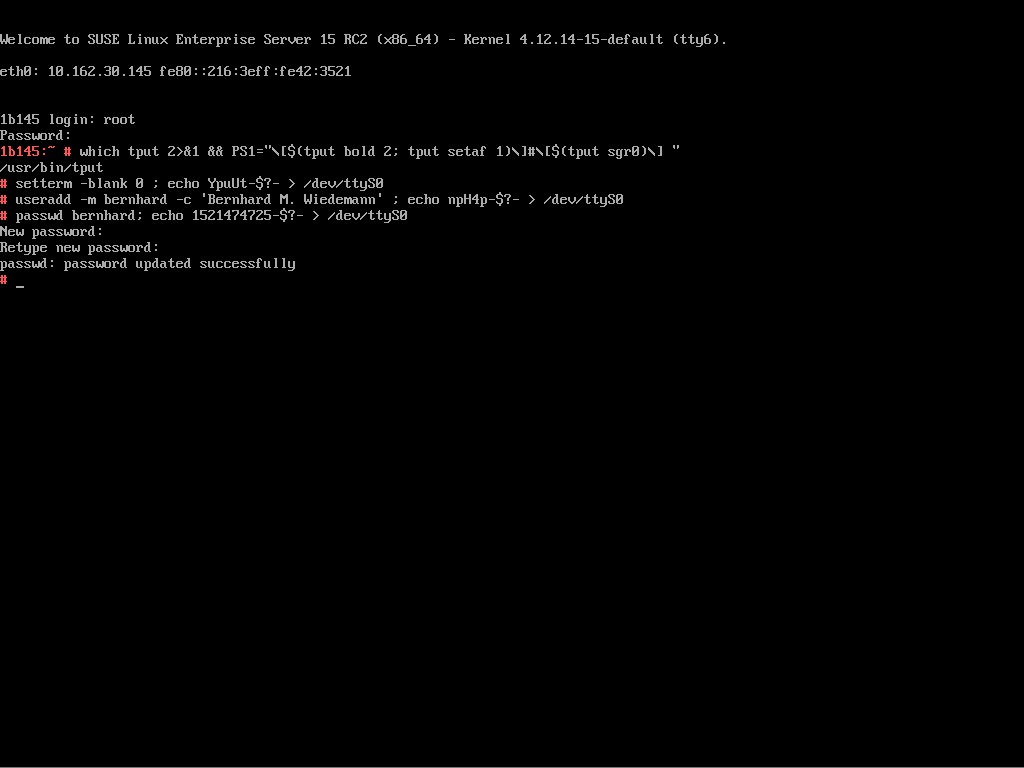 Welcome to SUSE Linux Enterprise Server 15 RC2 (x86_64) - Kernel 4.12.14-15-default (tty6).
eth0: 10.162.30.145 fe80::216:3eff:fe42:3521
1b145 login: root
Password:
1b145:~ # which tput 2>&1 && PS1="\[$(tput bold 2; tput setaf 1)\]#\[$(tput sgr0)\] "
/usr/bin/tput
# setterm -blank 0 ; echo YpuUt-$?- > /dev/ttyS0
# useradd -m bernhard -c 'Bernhard M. Wiedemann' ; echo npH4p-$?- > /dev/ttyS0
# passwd bernhard; echo 1521474725-$?- > /dev/ttyS0
New password:
Retype new password:
passwd: password updated successfully
# _